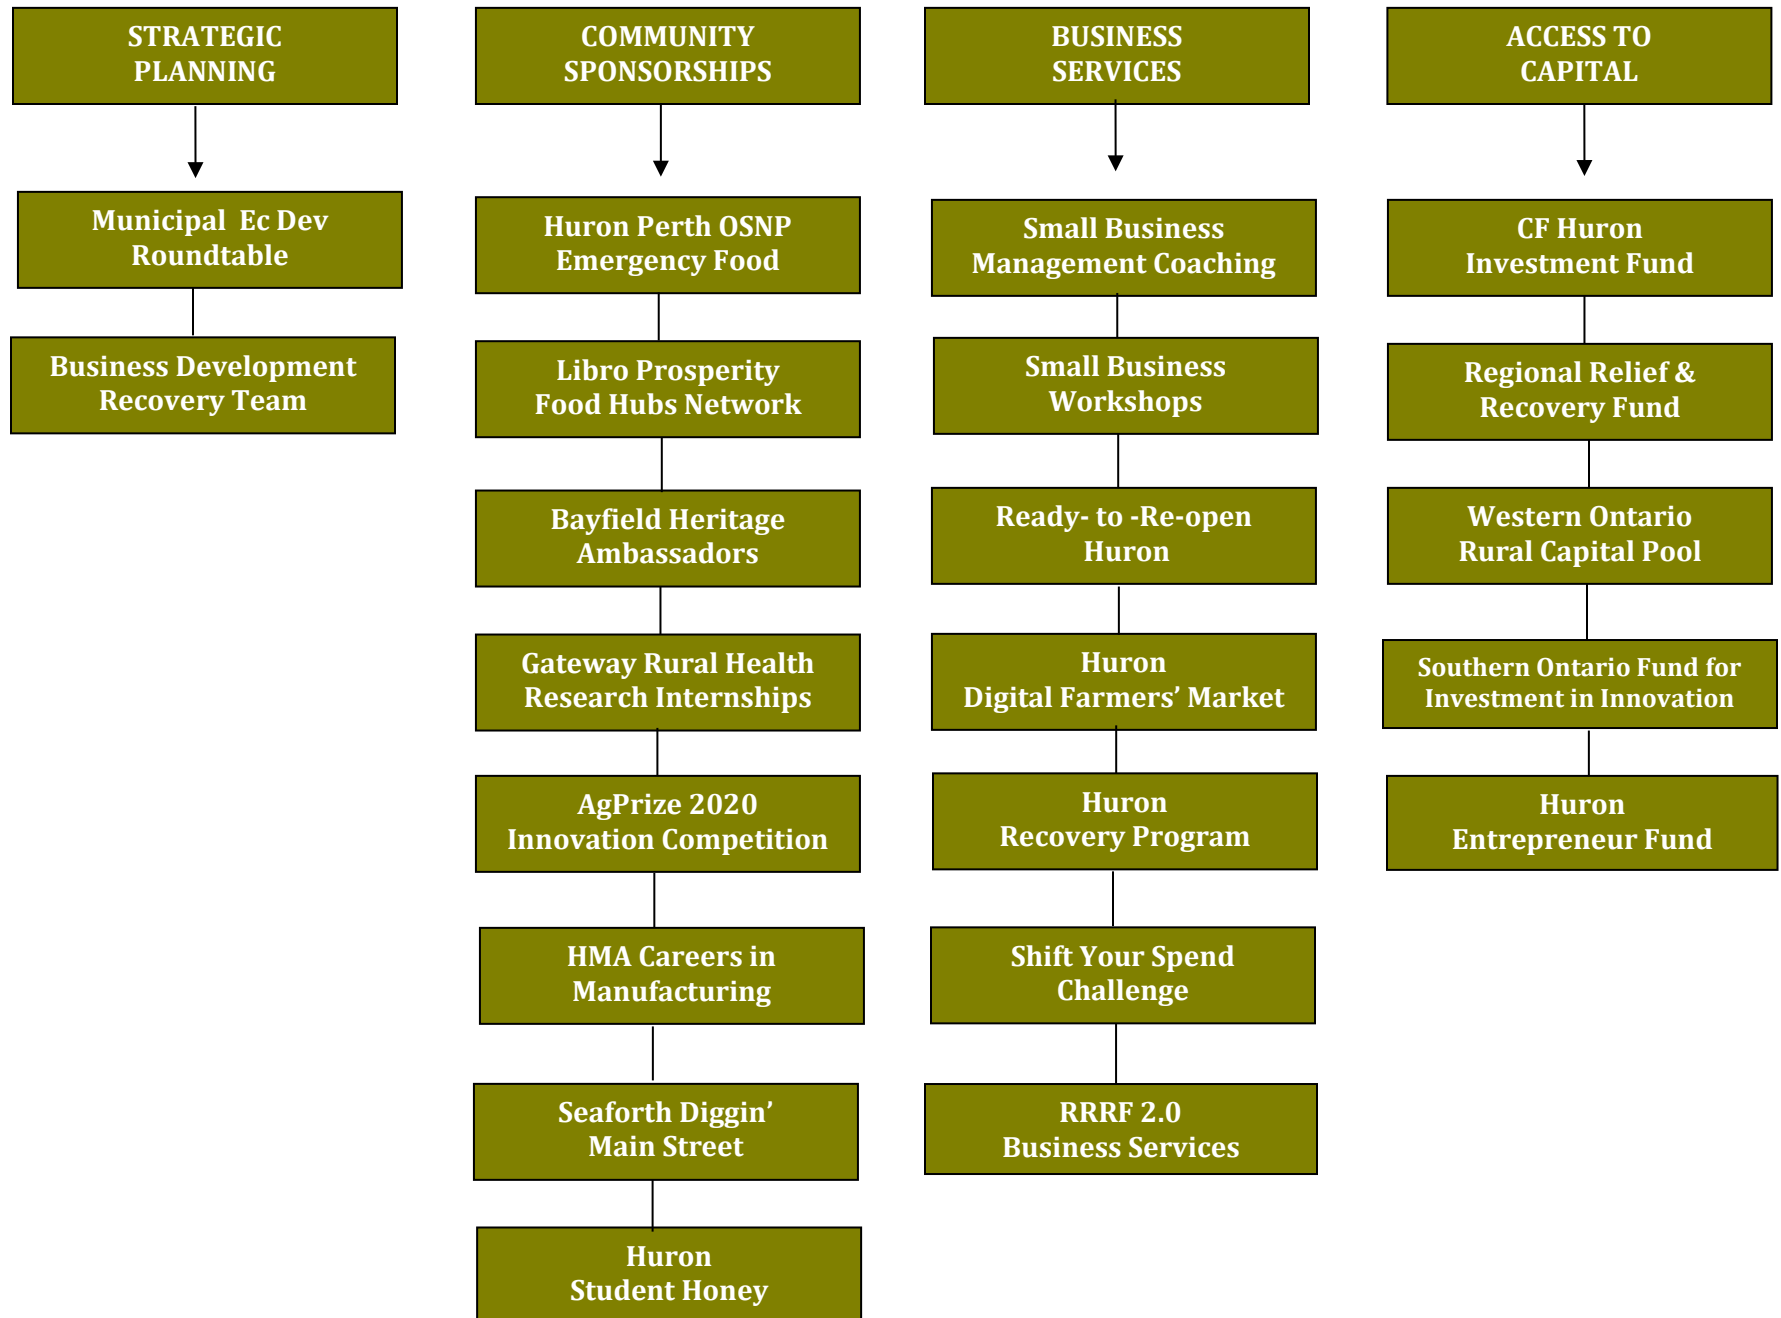 STRATEGIC
PLANNING
Municipal  Ec Dev
Roundtable
Business Development
Recovery Team
COMMUNITY
SPONSORSHIPS
Huron Perth OSNP
Emergency Food
Libro Prosperity
Food Hubs Network
Bayfield Heritage
Ambassadors
Gateway Rural Health
Research Internships
AgPrize 2020
Innovation Competition
HMA Careers in
Manufacturing
Seaforth Diggin’
Main Street
Huron
Student Honey
BUSINESS
SERVICES
Small Business
Management Coaching
Small Business
Workshops
Ready- to -Re-open
Huron
Huron
Digital Farmers’ Market
Huron
Recovery Program
Shift Your Spend
Challenge
RRRF 2.0
Business Services
ACCESS TO
CAPITAL
CF Huron
Investment Fund
Regional Relief &
Recovery Fund
Western Ontario
Rural Capital Pool
Southern Ontario Fund for
Investment in Innovation
Huron
Entrepreneur Fund